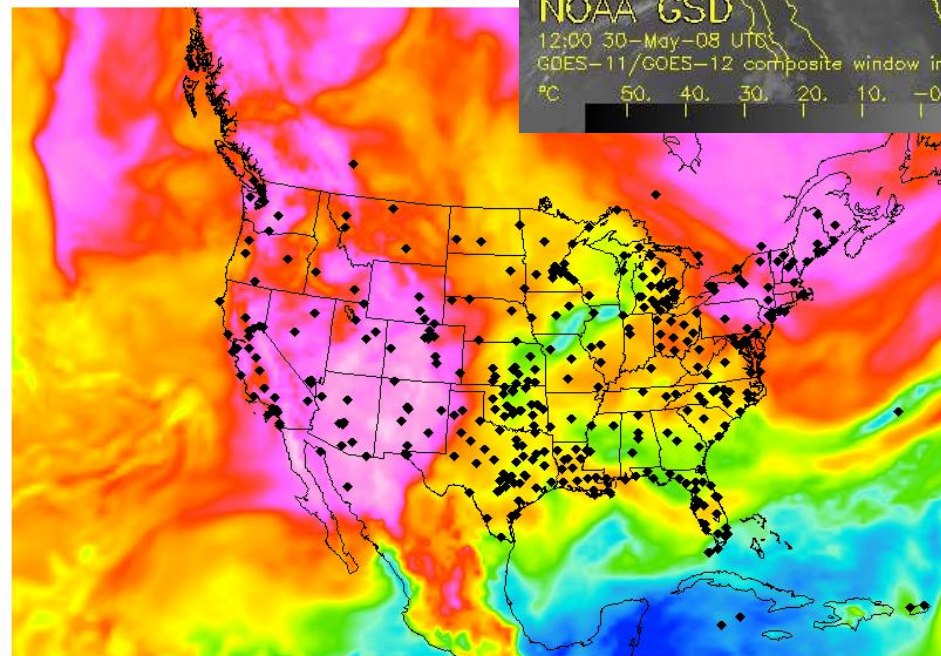 NOAA GSD
12:00 30-May-08 UTC
GOES-11/GOES-12 composite window
°C 50. 40. 30. 20. 10. -0